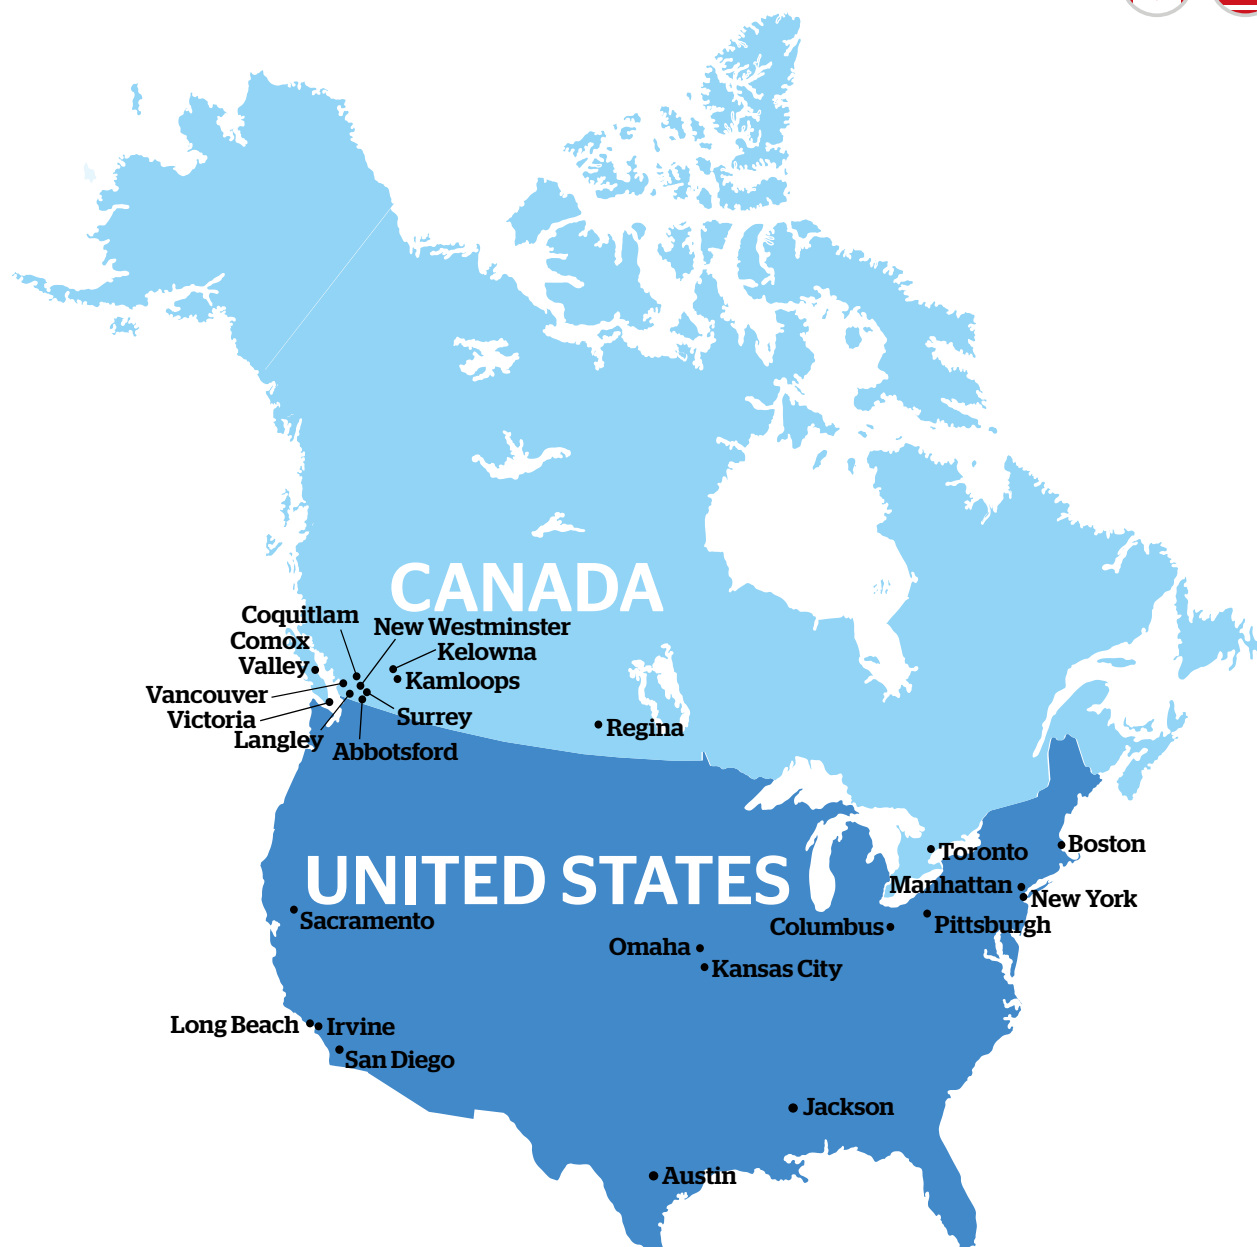 CANADA
Coquitlam
New Westminster
Comox
Valley
Kelowna
Kamloops
Vancouver
Victoria
Surrey
Langley
Abbotsford
Regina
UNITED STATES
Toronto
Boston
Manhattan
New York
Sacramento
Columbus
Pittsburgh
Omaha
Kansas City
Long Beach
Irvine
San Diego
Jackson
Austin